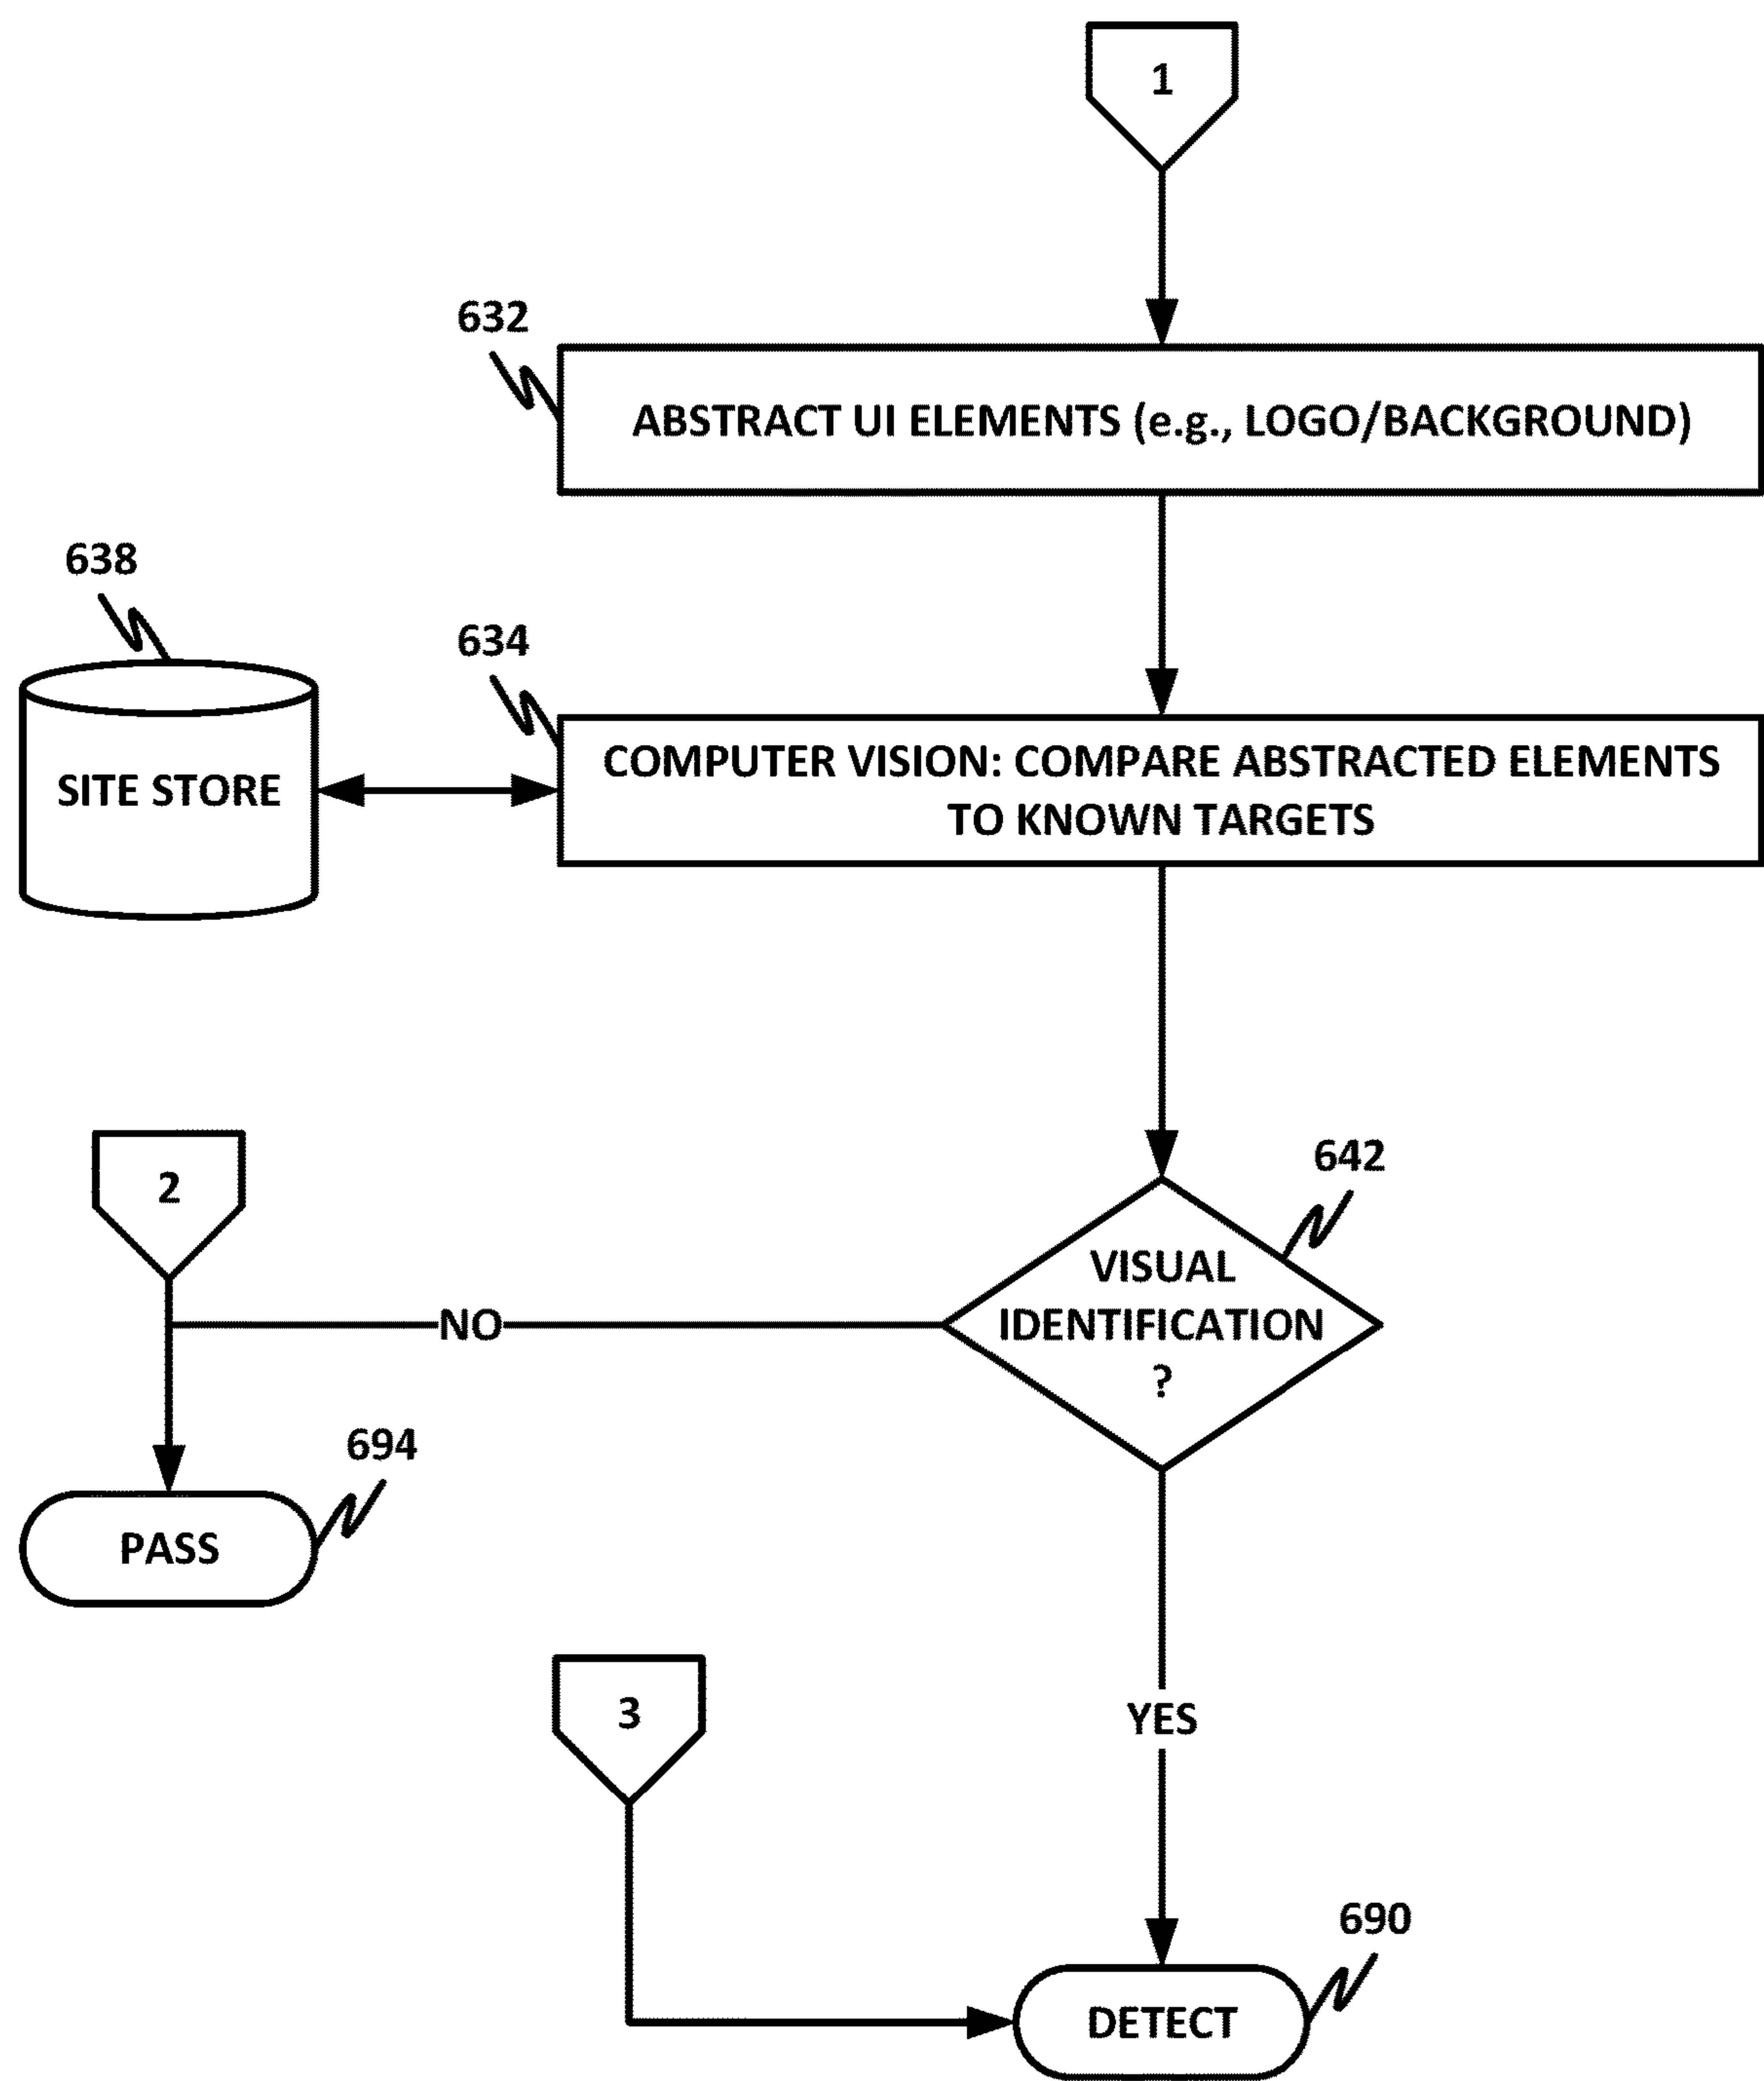 1
632
ABSTRACT UI ELEMENTS (e.g., LOGO/BACKGROUND)
638
634
SITE STORE
COMPUTER VISION: COMPARE ABSTRACTED ELEMENTS
TO KNOWN TARGETS
642
2
VISUAL
IDENTIFICATION
?
NO
694
PASS
3
YES
690
DETECT